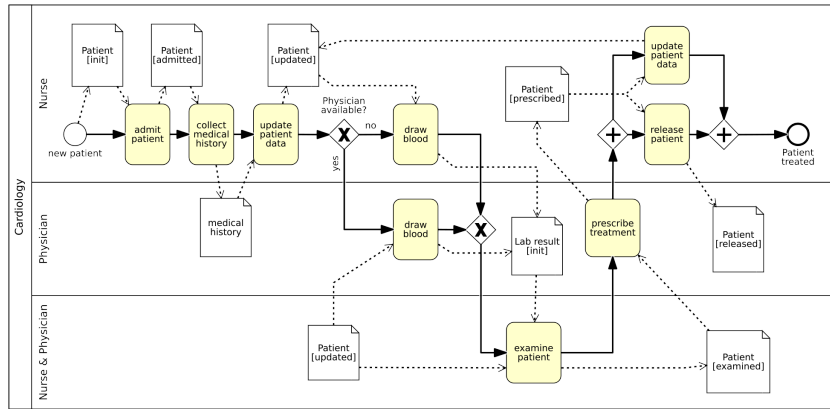 Cardiology
Nurse
Patient
[init]
Patient
[admitted]
Patient
[updated]
new patient
admit
patient
collect
medical
history
update
patient
data
Physician
available?
no
yes
draw
blood
Patient
[prescribed]
update
patient
data
release
patient
Patient
treated
Physician
medical
history
draw
blood
Lab result
[init]
prescribe
treatment
Patient
[released]
Nurse & Physician
Patient
[updated]
examine
patient
Patient
[examined]